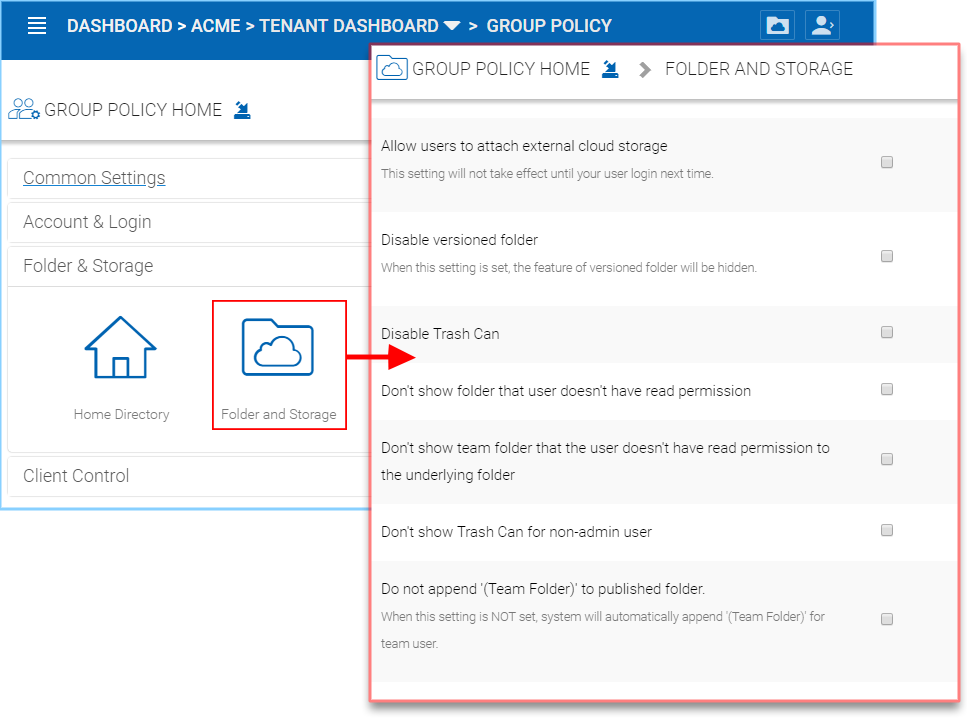 DASHBOARD > ACME > TENANT DASHBOARD > GROUP POLICY
GROUP POLICY HOME
Common Settings
Account & Login
Folder & Storage
Home Directory
Folder and Storage
Client Control
GROUP POLICY HOME FOLDER AND STORAGE
Allow users to attach external cloud storage
This setting will not take effect until your user login next time.
Disable versioned folder
When this setting is set, the feature of versioned folder will be hidden.
Disable Trash Can
Don't show folder that user doesn't have read permission
Don't show team folder that the user doesn't have read permission to
the underlying folder
Don't show Trash Can for non-admin user
Do not append '(Team Folder)' to published folder.
When this setting is NOT set, system will automatically append '(Team Folder)' for
team user.